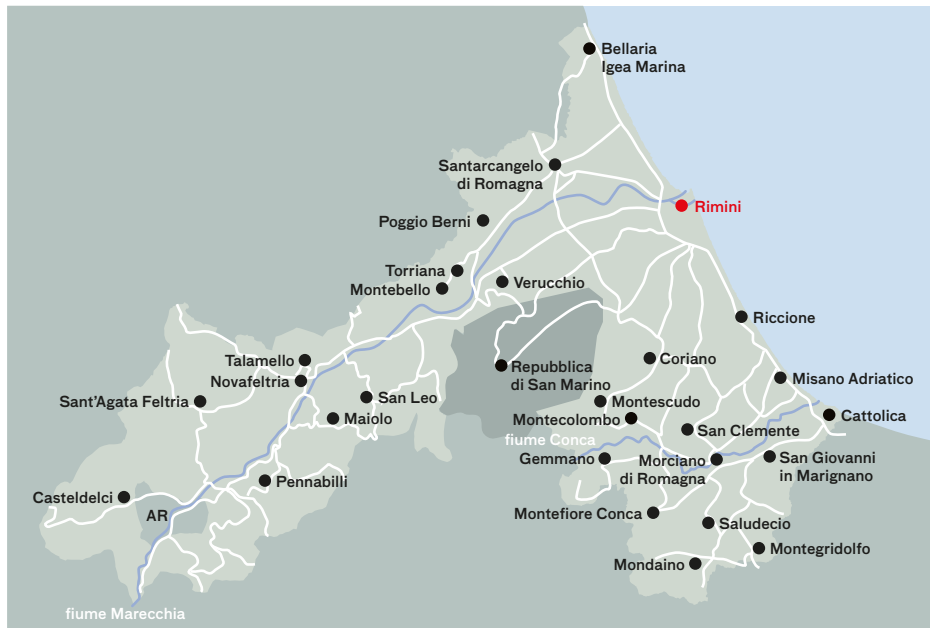 Bellaria
Igea Marina
Santarcangelo
di Romagna
Rimini
Poggio Berni
Torriana
Montebello
Verucchio
Riccione
Talamello
Novafeltria
Repubblica
di San Marino
Coriano
Misano Adriatico
Sant'Agata Feltria
San Leo
Maiolo
Montescudo
Montecolombo
Cattolica
San Clemente
fiume Conca
Gemmano
Morciano
di Romagna
San Giovanni
in Marignano
Pennabilli
Casteldelci
AR
Montefiore Conca
Saludecio
Montegridolfo
Mondaino
fiume Marecchia